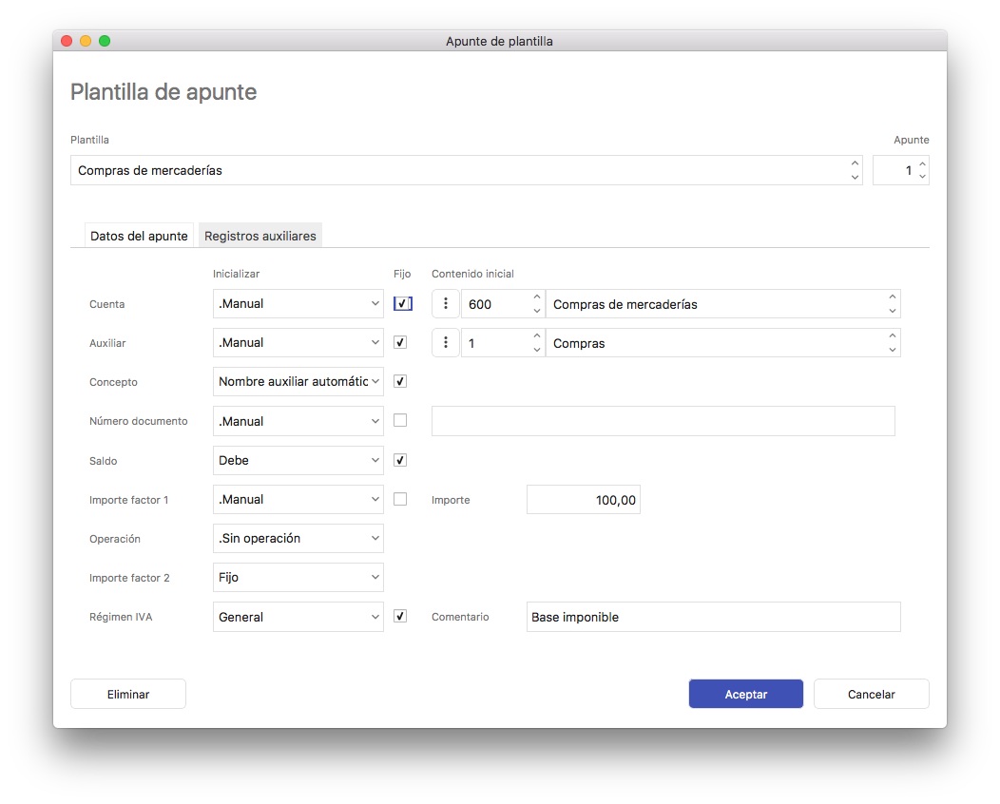 Apunte de plantilla
Plantilla de apunte
Plantilla Apunte
Compras de mercaderías 1
Datos del apunte Registros auxiliares
Inicializar Fijo Contenido inicial
Cuenta .Manual 600 Compras de mercaderías
Auxiliar .Manual 1 Compras
Concepto Nombre auxiliar automátic
Número documento .Manual
Saldo Debe
Importe factor 1 .Manual Importe 100,00
Operación .Sin operación
Importe factor 2 Fijo
Régimen IVA General Comentario Base imponible
Eliminar Aceptar Cancelar